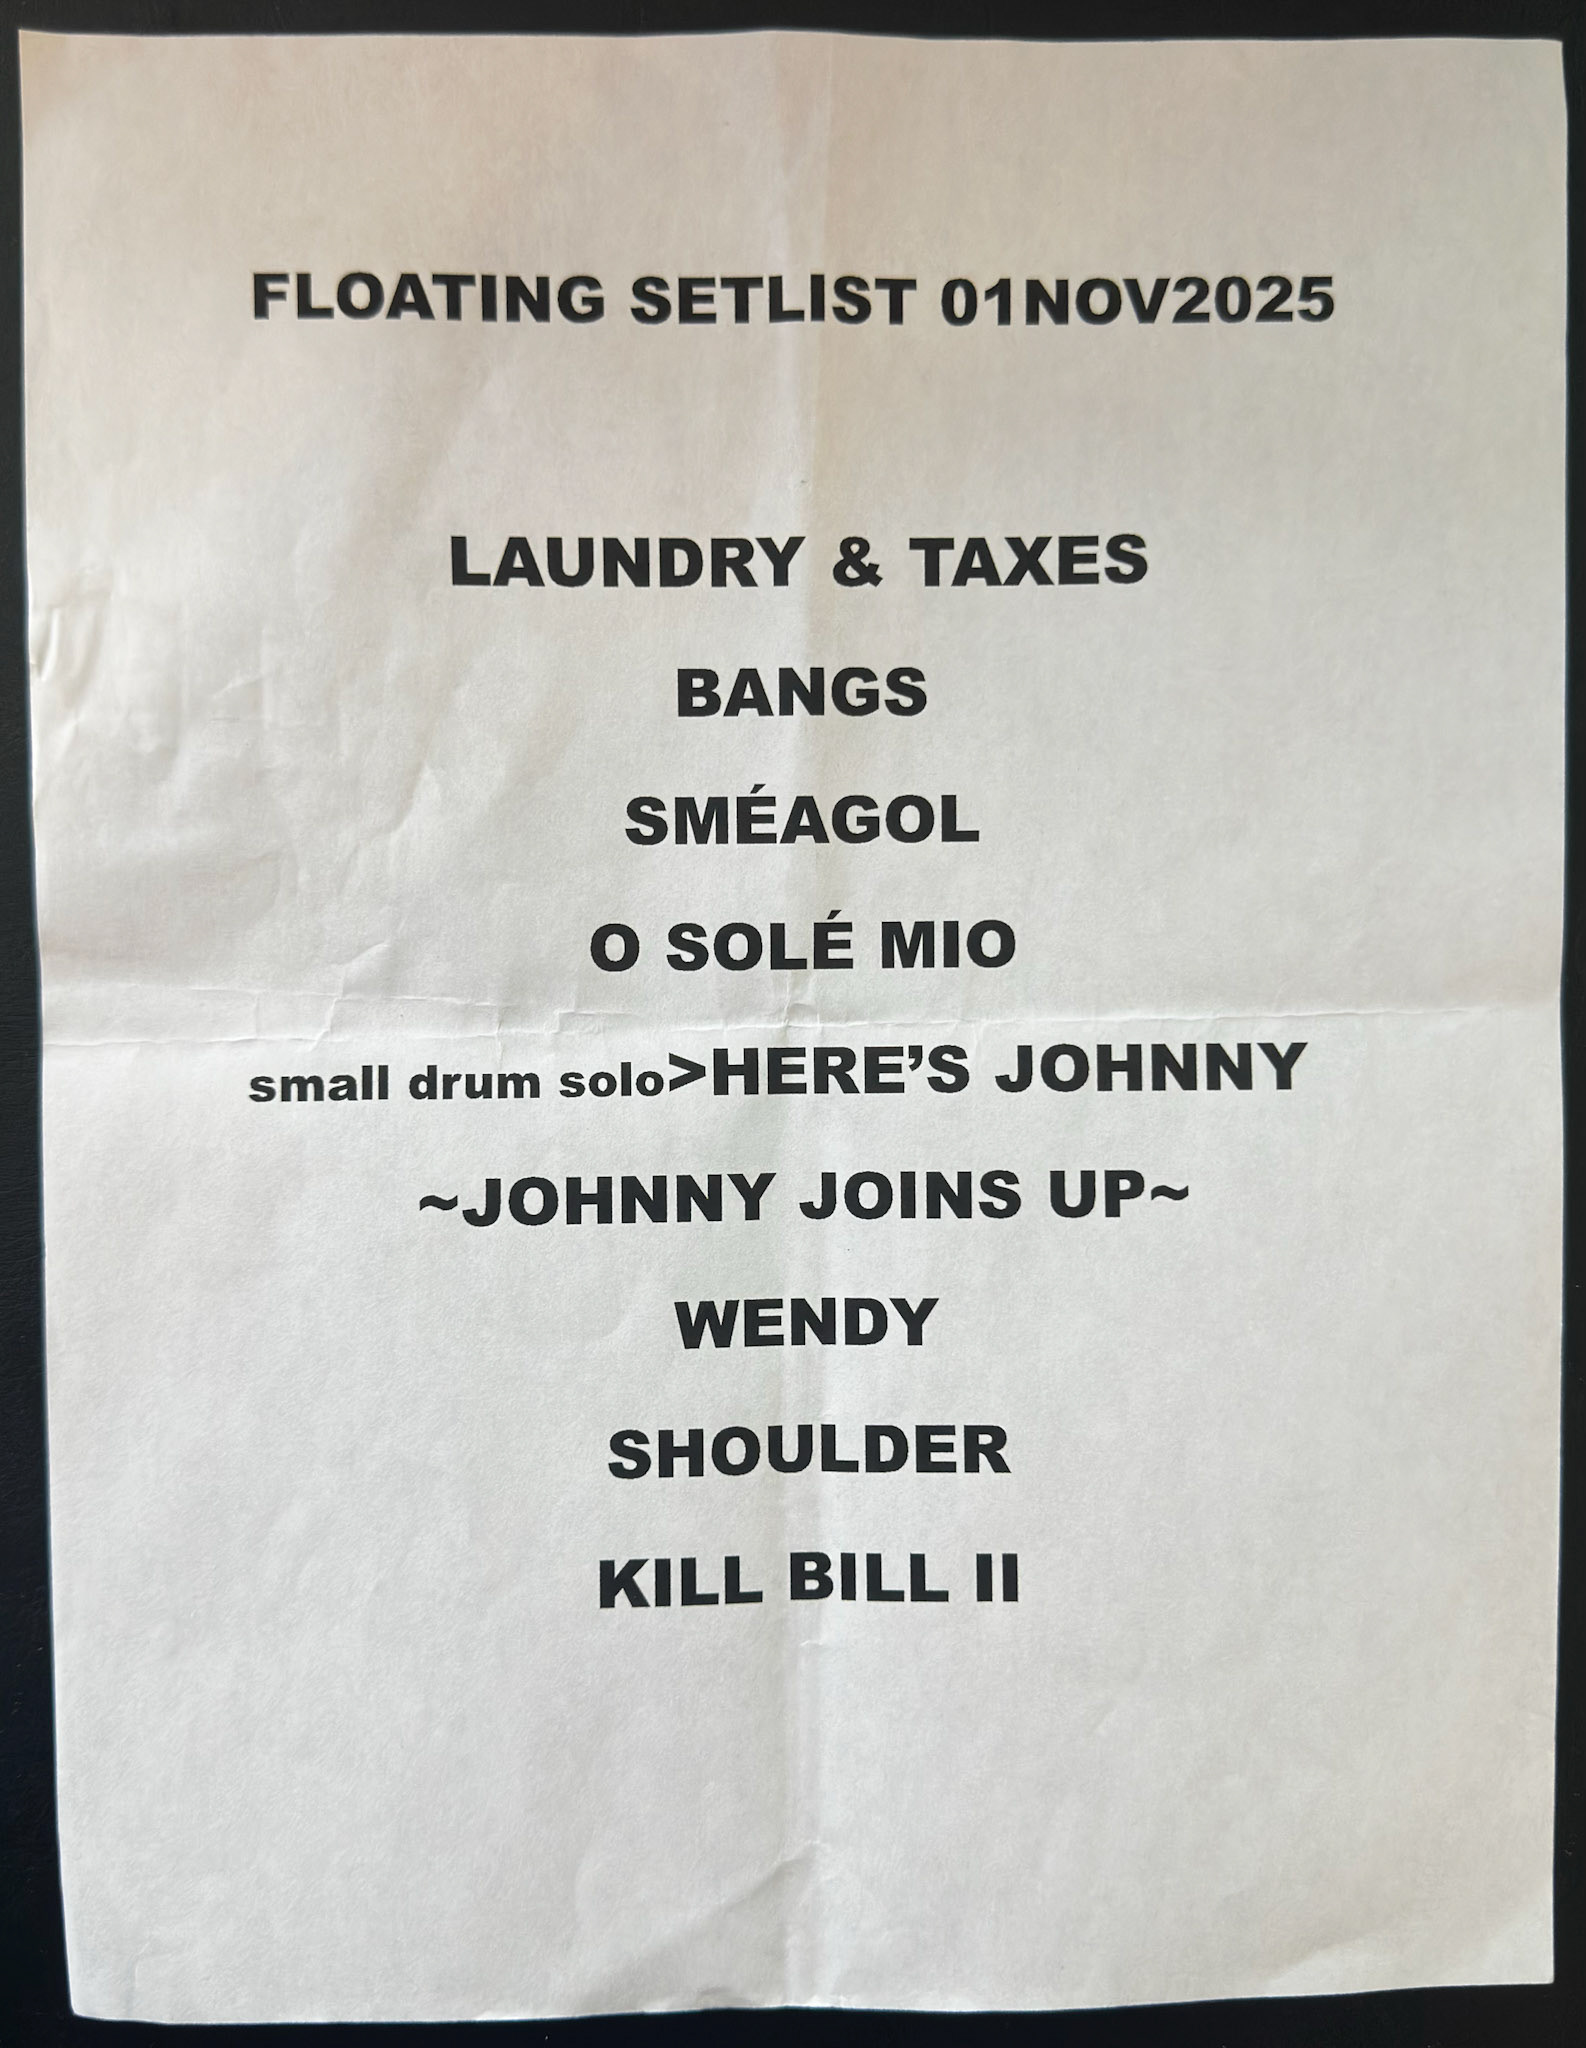 FLOATING SETLIST 01NOV2025
LAUNDRY & TAXES
BANGS
SMÉAGOL
O SOLÉ MIO
small drum solo>HERE’S JOHNNY
~JOHNNY JOINS UP~
WENDY
SHOULDER
KILL BILL II